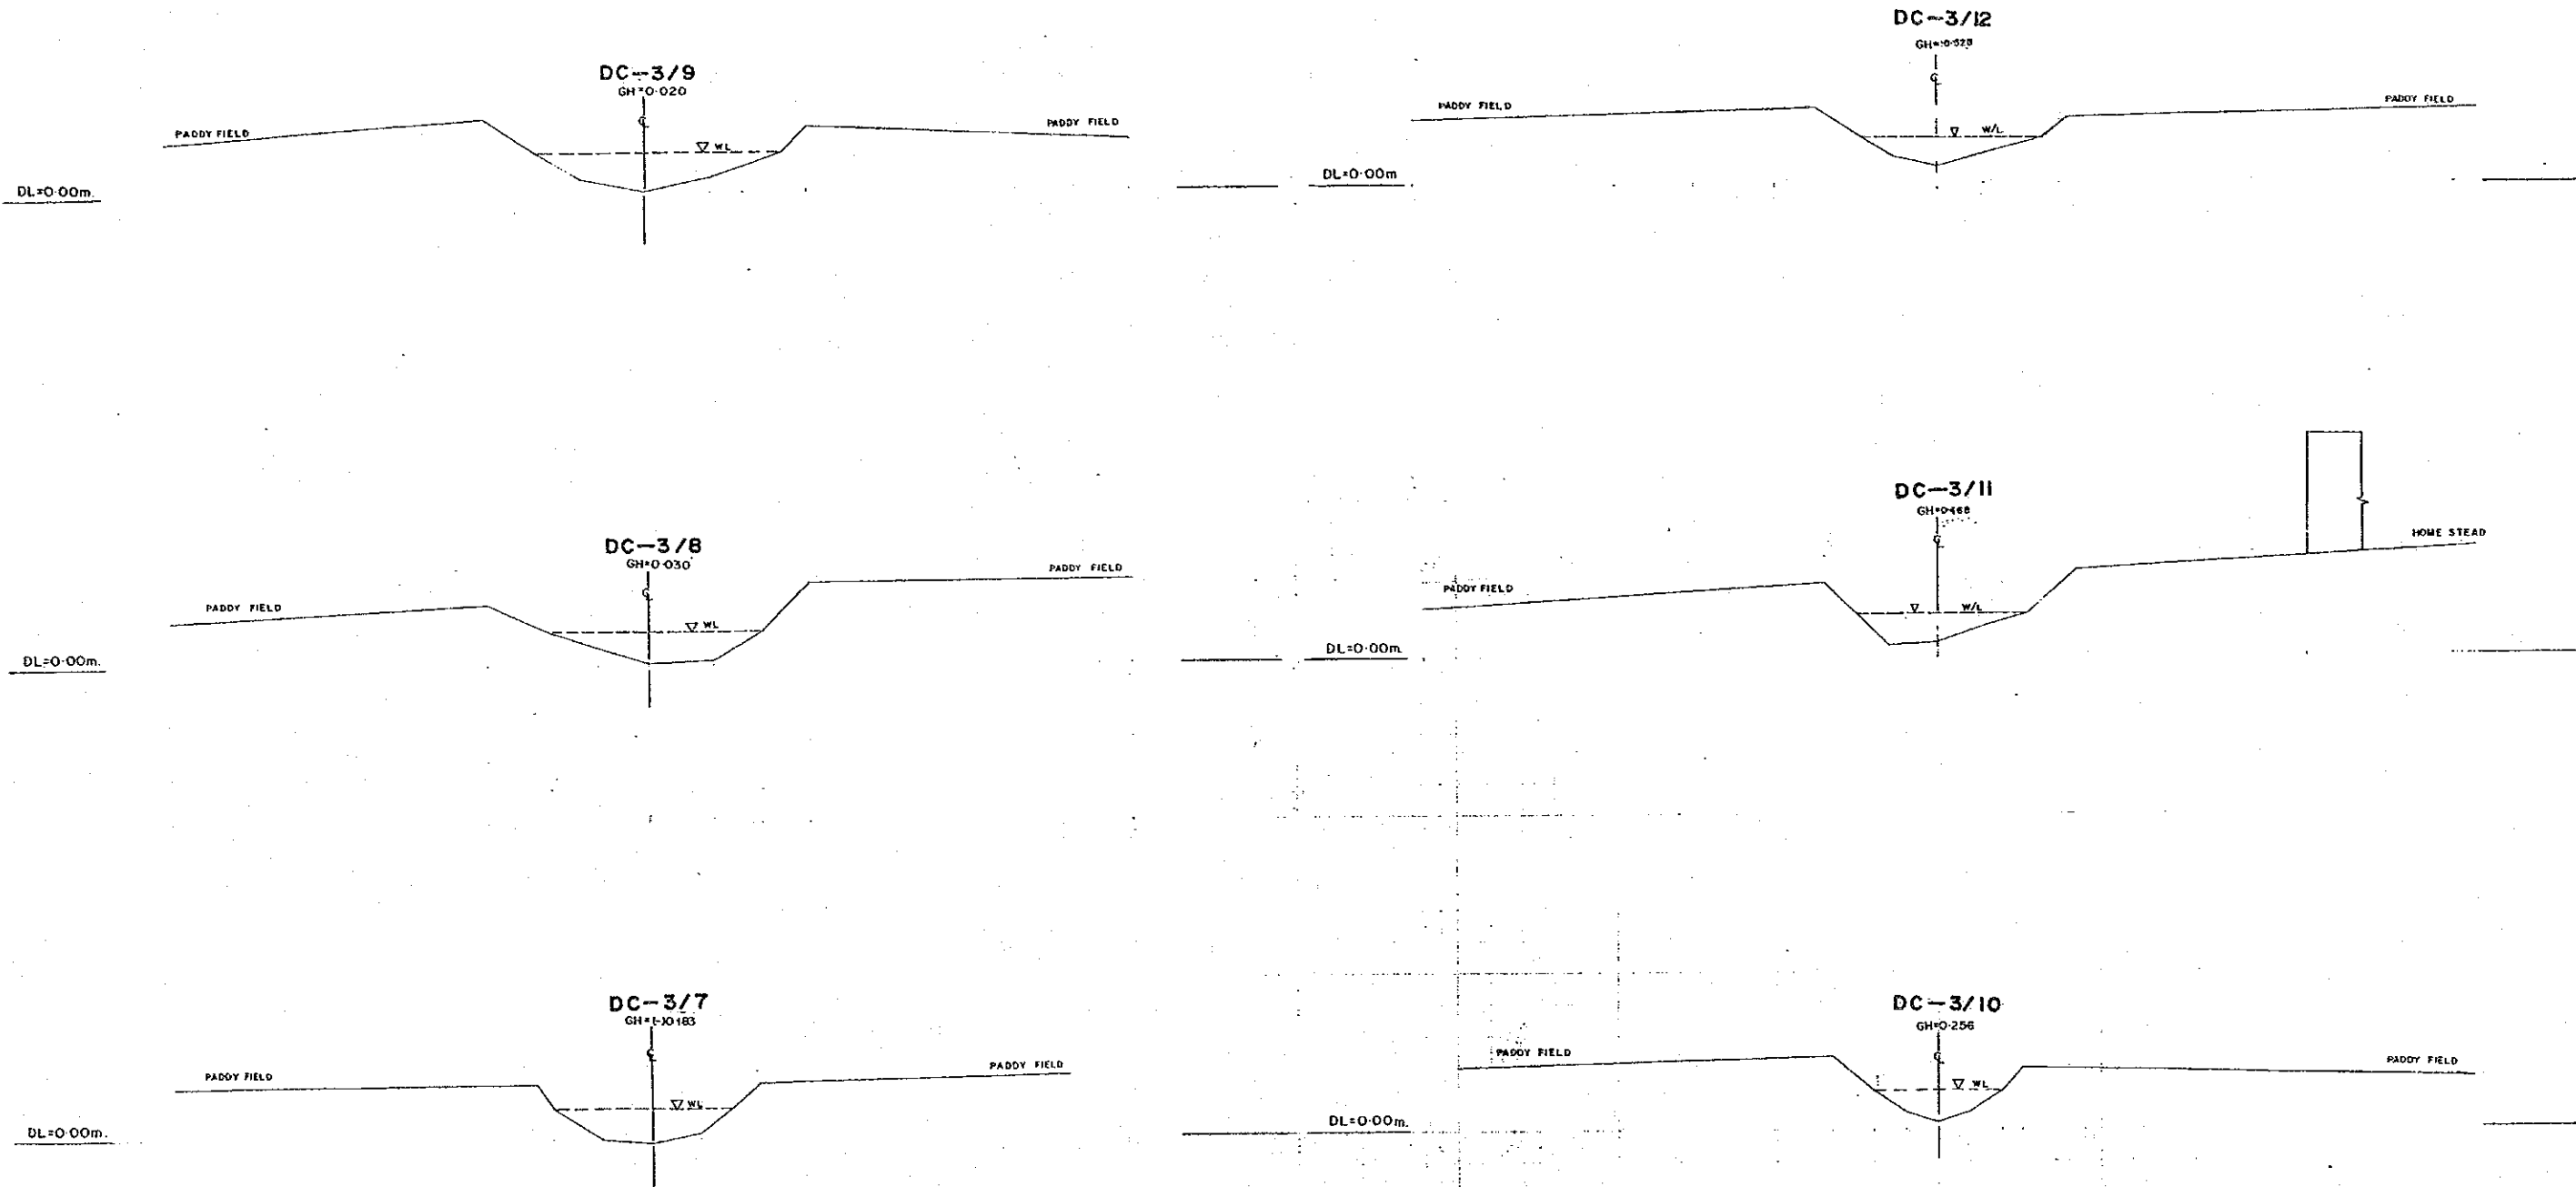 DC-3/9
GH=0.020
℄
PADDY FIELD
PADDY FIELD
▽ WL
DL=0.00m.
DC-3/12
℄
PADDY FIELD
PADDY FIELD
▽ W/L
DL=0.00m
DC-3/8
GH=0.030
℄
PADDY FIELD
PADDY FIELD
▽ WL
DL=0.00m.
DC-3/11
GH=0.468
℄
HOME STEAD
PADDY FIELD
▽ W/L
DL=0.00m.
DC-3/7
℄
PADDY FIELD
PADDY FIELD
▽ WL
DL=0.00m.
DC-3/10
GH=0.256
℄
PADDY FIELD
PADDY FIELD
▽ WL
DL=0.00m.